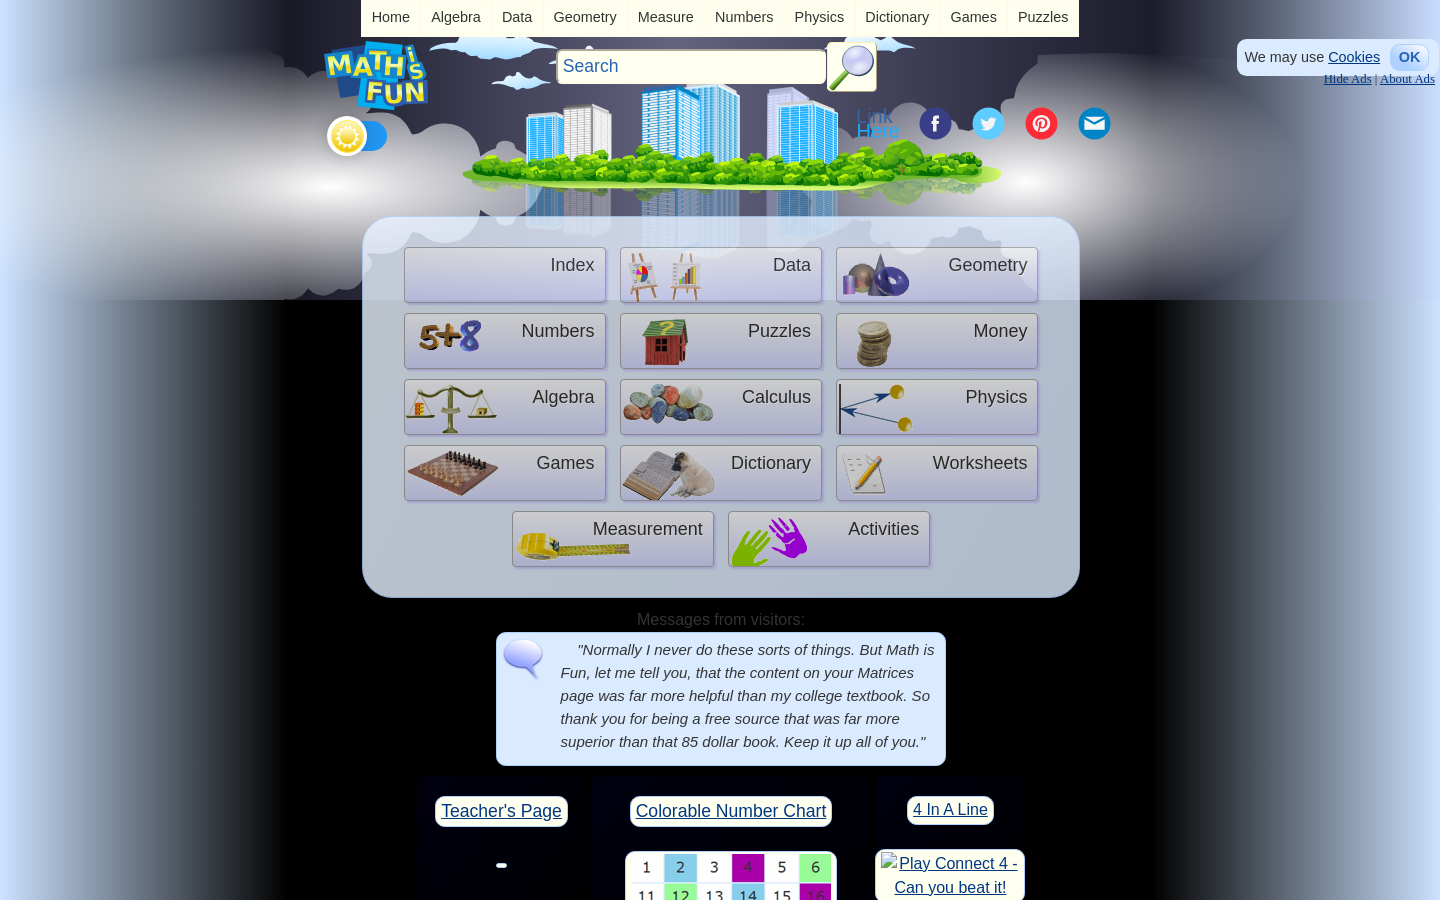 Home Algebra Data Geometry Measure Numbers Physics Dictionary Games Puzzles
MATH iS FUN
Search
We may use Cookies OK
Hide Ads | About Ads
Link Here
Index
Data
Geometry
5+8 Numbers
? Puzzles
Money
Algebra
Calculus
Physics
Games
Dictionary
Worksheets
Measurement
Activities
Messages from visitors:
"Normally I never do these sorts of things. But Math is
Fun, let me tell you, that the content on your Matrices
page was far more helpful than my college textbook. So
thank you for being a free source that was far more
superior than that 85 dollar book. Keep it up all of you."
Teacher's Page
Colorable Number Chart
4 In A Line
1 2 3 4 5 6
11 12 13 14 15 16
Play Connect 4 -
Can you beat it!